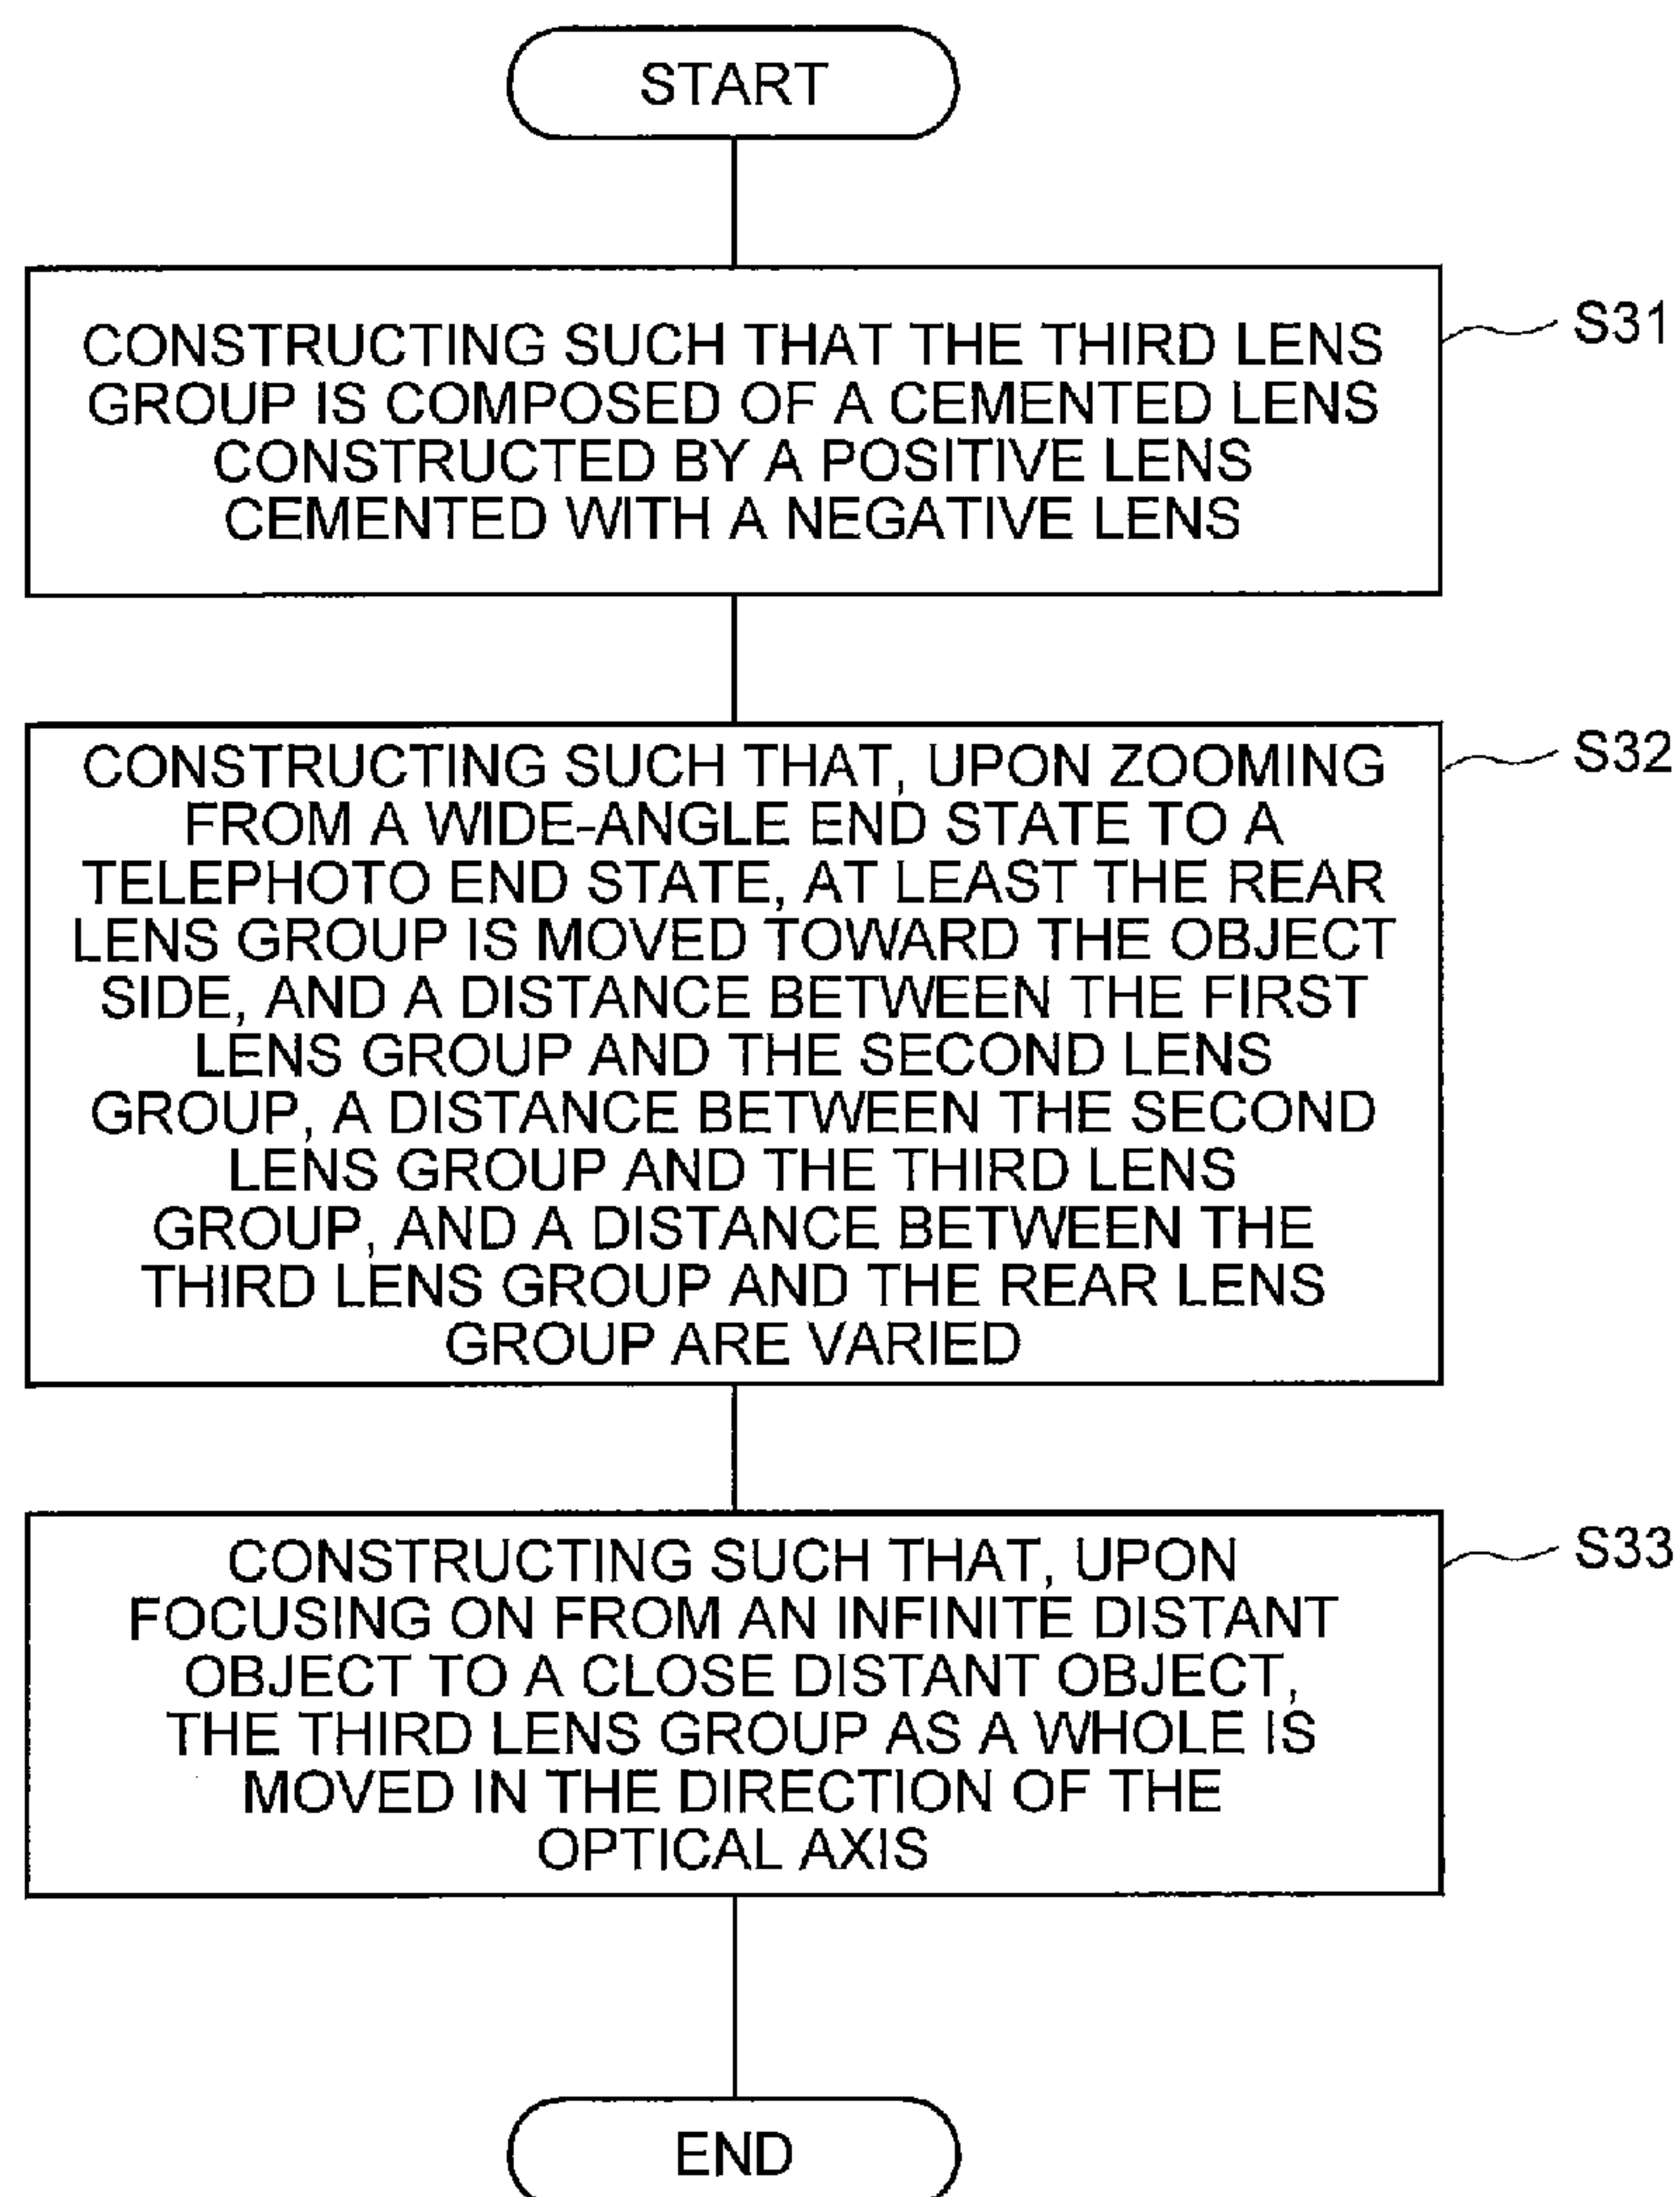 START
CONSTRUCTING SUCH THAT THE THIRD LENS
GROUP IS COMPOSED OF A CEMENTED LENS
CONSTRUCTED BY A POSITIVE LENS
CEMENTED WITH A NEGATIVE LENS
S31
CONSTRUCTING SUCH THAT, UPON ZOOMING
FROM A WIDE-ANGLE END STATE TO A
TELEPHOTO END STATE, AT LEAST THE REAR
LENS GROUP IS MOVED TOWARD THE OBJECT
SIDE, AND A DISTANCE BETWEEN THE FIRST
LENS GROUP AND THE SECOND LENS
GROUP, A DISTANCE BETWEEN THE SECOND
LENS GROUP AND THE THIRD LENS
GROUP, AND A DISTANCE BETWEEN THE
THIRD LENS GROUP AND THE REAR LENS
GROUP ARE VARIED
S32
CONSTRUCTING SUCH THAT, UPON
FOCUSING ON FROM AN INFINITE DISTANT
OBJECT TO A CLOSE DISTANT OBJECT,
THE THIRD LENS GROUP AS A WHOLE IS
MOVED IN THE DIRECTION OF THE
OPTICAL AXIS
S33
END